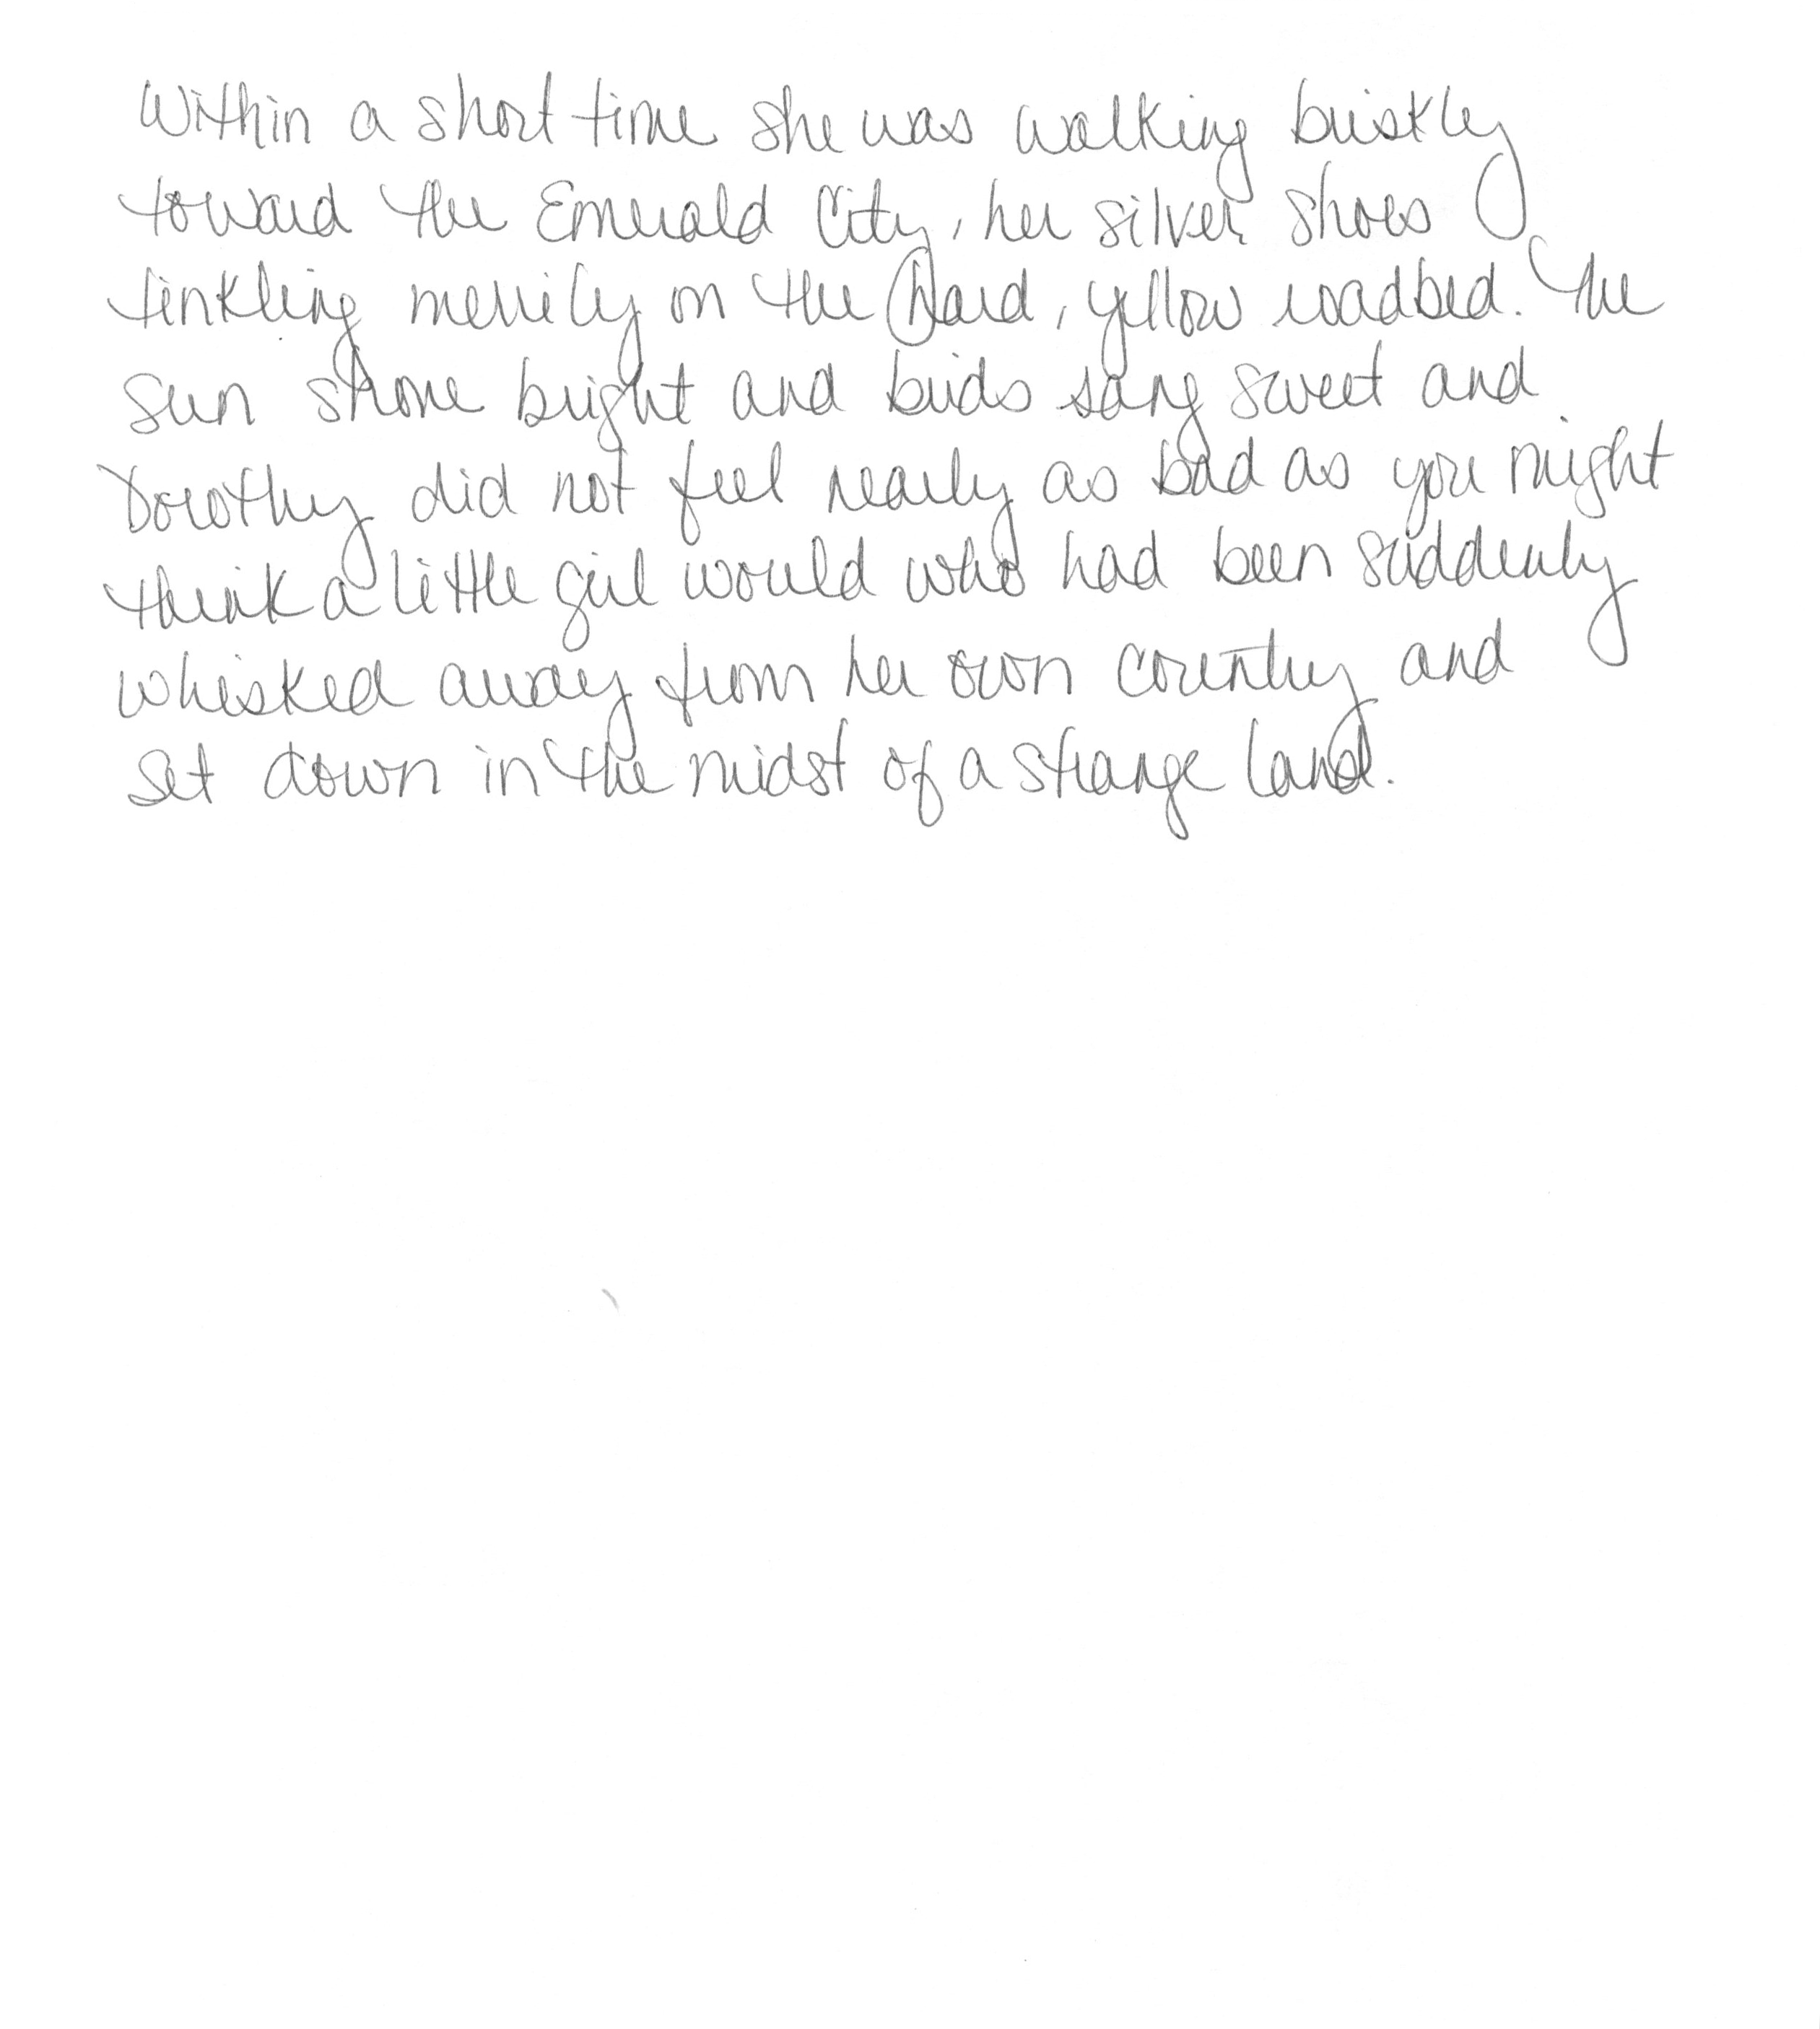 Within a short time she was walking briskly
toward the Emerald City, her silver shoes
tinkling merrily on the hard, yellow roadbed. The
sun shone bright and birds sang sweet and
Dorothy did not feel nearly as bad as you might
think a little girl would who had been suddenly
whisked away from her own country and
set down in the midst of a strange land.